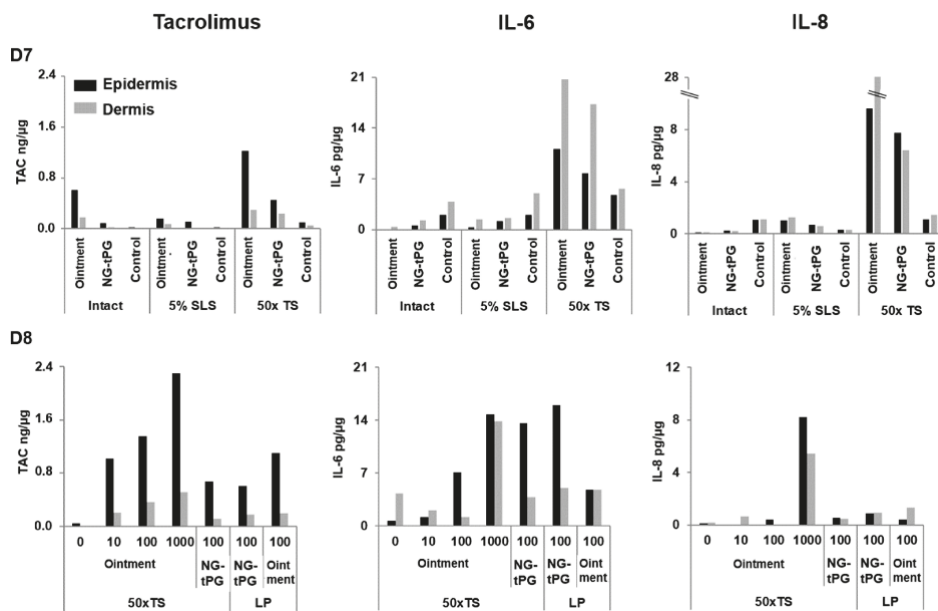 Tacrolimus IL-6 IL-8
D7
2.4
1.8
1.2
0.6
0.0
TAC ng/µg
Epidermis
Dermis
Ointment NG-tPG Control Ointment NG-tPG Control Ointment NG-tPG Control
Intact 5% SLS 50x TS
21
14
7
0
IL-6 pg/µg
Ointment NG-tPG Control Ointment NG-tPG Control Ointment NG-tPG Control
Intact 5% SLS 50x TS
28
8
4
0
IL-8 pg/µg
Ointment NG-tPG Control Ointment NG-tPG Control Ointment NG-tPG Control
Intact 5% SLS 50x TS
D8
2.4
1.6
0.8
0.0
TAC ng/µg
0 10 100 1000 100 100 100
Ointment NG-tPG NG-tPG Ointment
50xTS LP
21
14
7
0
IL-6 pg/µg
0 10 100 1000 100 100 100
Ointment NG-tPG NG-tPG Ointment
50xTS LP
12
8
4
0
IL-8 pg/µg
0 10 100 1000 100 100 100
Ointment NG-tPG NG-tPG Ointment
50xTS LP